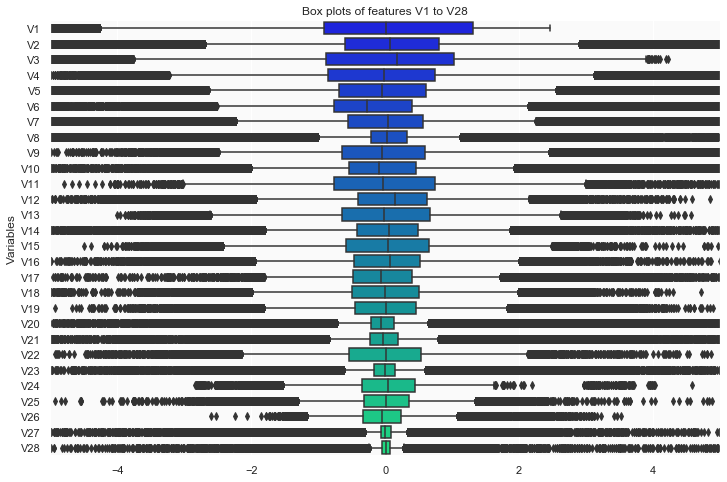 Box plots of features V1 to V28
V1
V2
V3
V4
V5
V6
V7
V8
V9
V10
V11
V12
V13
V14
V15
V16
V17
V18
V19
V20
V21
V22
V23
V24
V25
V26
V27
V28
Variables
−4
−2
0
2
4